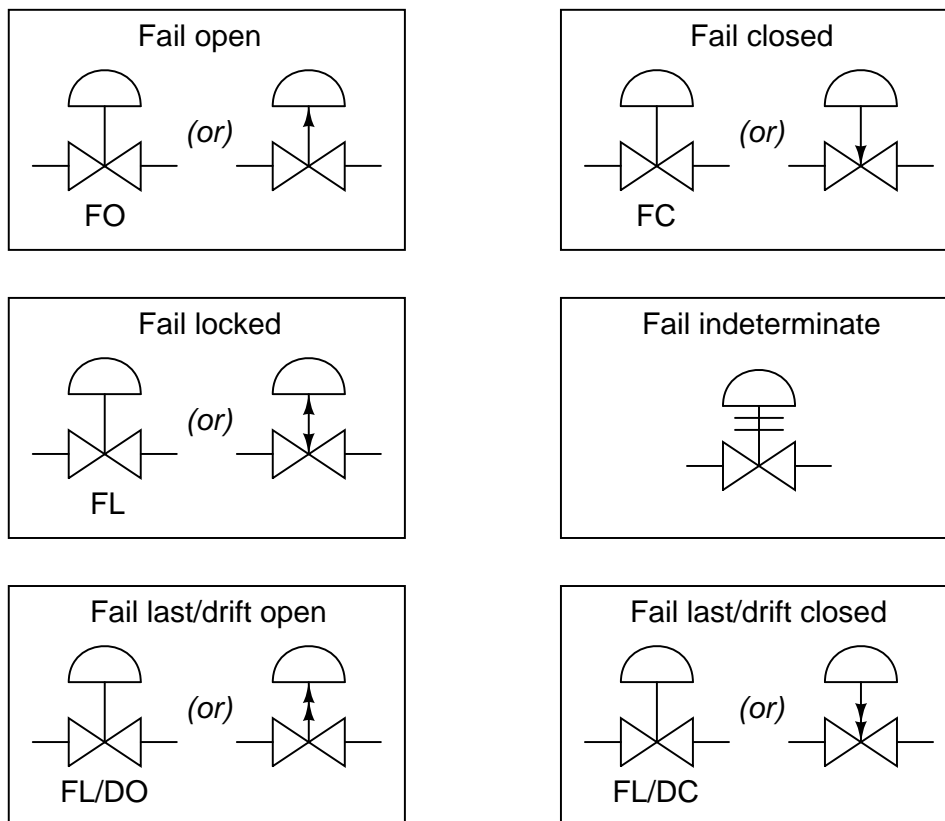 Fail open
(or)
FO
Fail closed
(or)
FC
Fail locked
(or)
FL
Fail indeterminate
Fail last/drift open
(or)
FL/DO
Fail last/drift closed
(or)
FL/DC